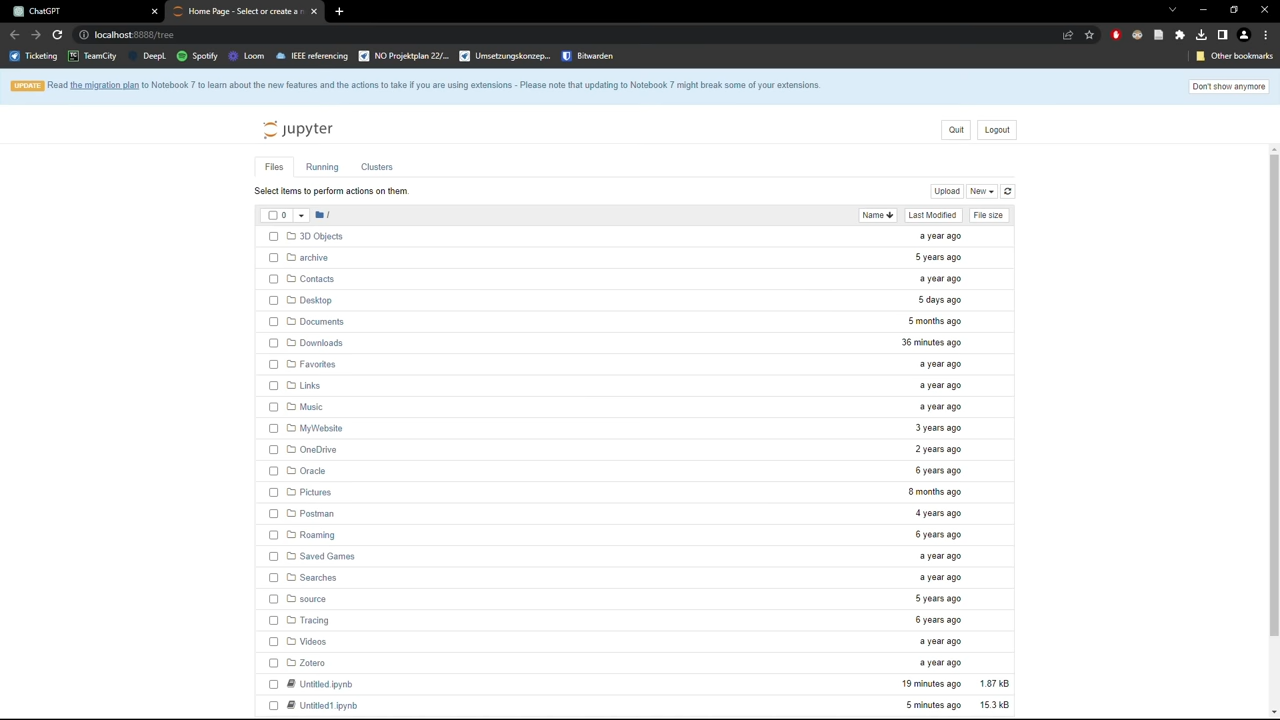 ChatGPT
Home Page - Select or create a n
localhost:8888/tree
Ticketing TeamCity DeepL Spotify Loom IEEE referencing NO Projektplan 22/... Umsetzungskonzep... Bitwarden Other bookmarks
UPDATE Read the migration plan to Notebook 7 to learn about the new features and the actions to take if you are using extensions - Please note that updating to Notebook 7 might break some of your extensions. Don't show anymore
jupyter Quit Logout
Files Running Clusters
Select items to perform actions on them. Upload New
0 / Name Last Modified File size
3D Objects a year ago
archive 5 years ago
Contacts a year ago
Desktop 5 days ago
Documents 5 months ago
Downloads 36 minutes ago
Favorites a year ago
Links a year ago
Music a year ago
MyWebsite 3 years ago
OneDrive 2 years ago
Oracle 6 years ago
Pictures 8 months ago
Postman 4 years ago
Roaming 6 years ago
Saved Games a year ago
Searches a year ago
source 5 years ago
Tracing 6 years ago
Videos a year ago
Zotero a year ago
Untitled.ipynb 19 minutes ago 1.87 kB
Untitled1.ipynb 5 minutes ago 15.3 kB